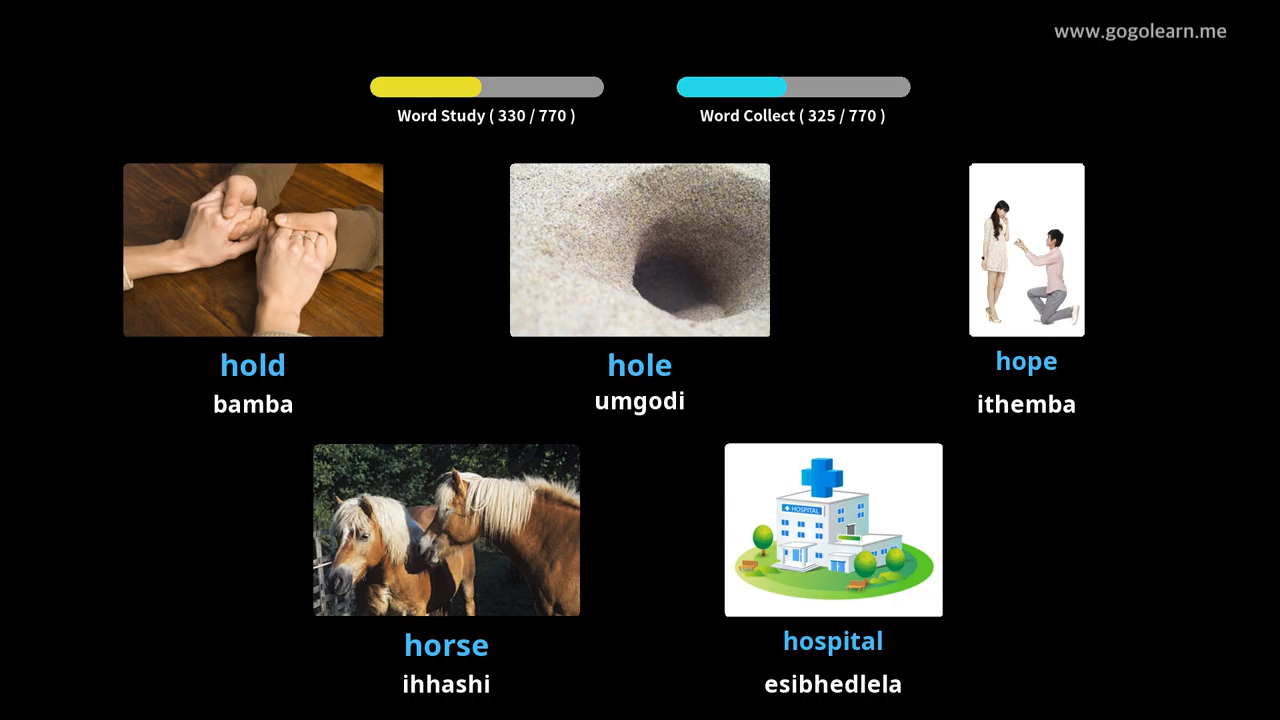 www.gogolearn.me
Word Study ( 330 / 770 )
Word Collect ( 325 / 770 )
hold
bamba
hole
umgodi
hope
ithemba
horse
ihhashi
HOSPITAL
hospital
esibhedlela